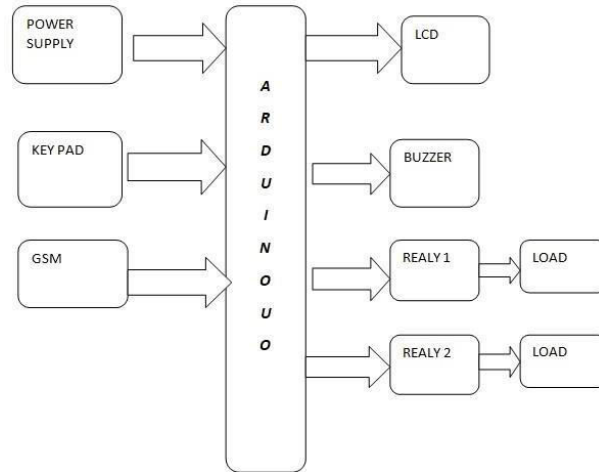 POWER
SUPPLY
KEY PAD
GSM
A
R
D
U
I
N
O
U
O
LCD
BUZZER
REALY 1
LOAD
REALY 2
LOAD